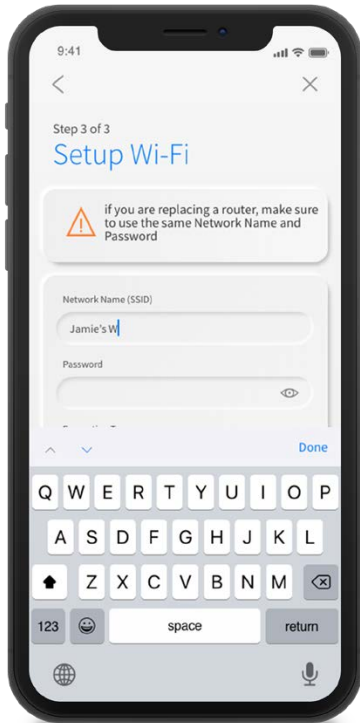 9:41
Step 3 of 3
Setup Wi-Fi
if you are replacing a router, make sure
to use the same Network Name and
Password
Network Name (SSID)
Jamie's W
Password
Done
Q W E R T Y U I O P
A S D F G H J K L
Z X C V B N M
123 space return